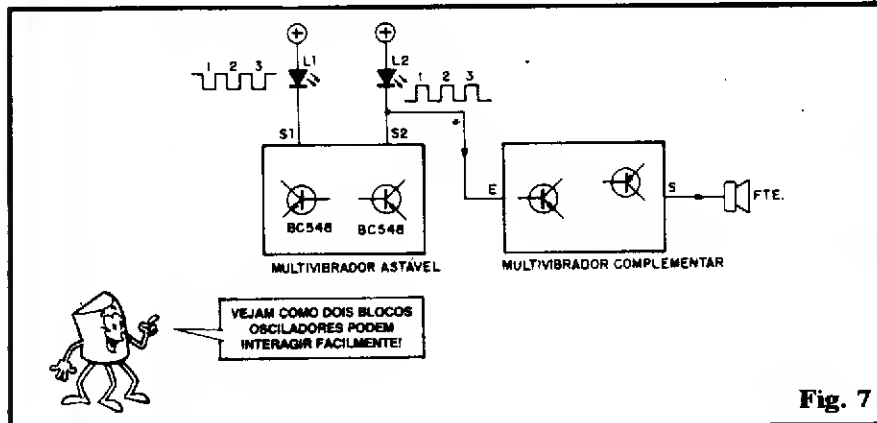 + +
L1 L2
1 2 3
1 2 3
S1 S2
E S FTE.
BC548 BC548
MULTIVIBRADOR ASTÁVEL
MULTIVIBRADOR COMPLEMENTAR
VEJAM COMO DOIS BLOCOS
OSCILADORES PODEM
INTERAGIR FACILMENTE!
Fig. 7